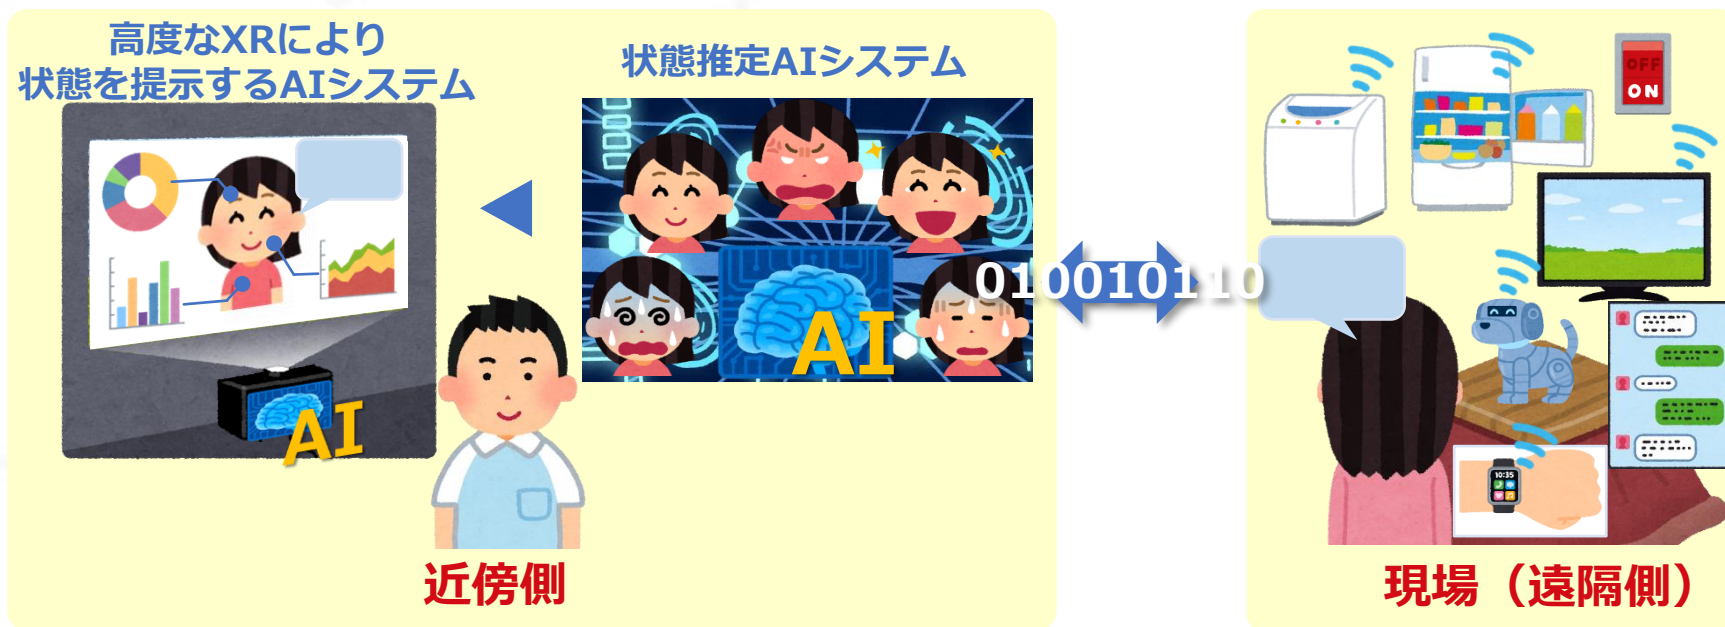 高度なXRにより
状態を提示するAIシステム
状態推定AIシステム
AI
AI
010010110
OFF
ON
10:35
近傍側
現場（遠隔側）